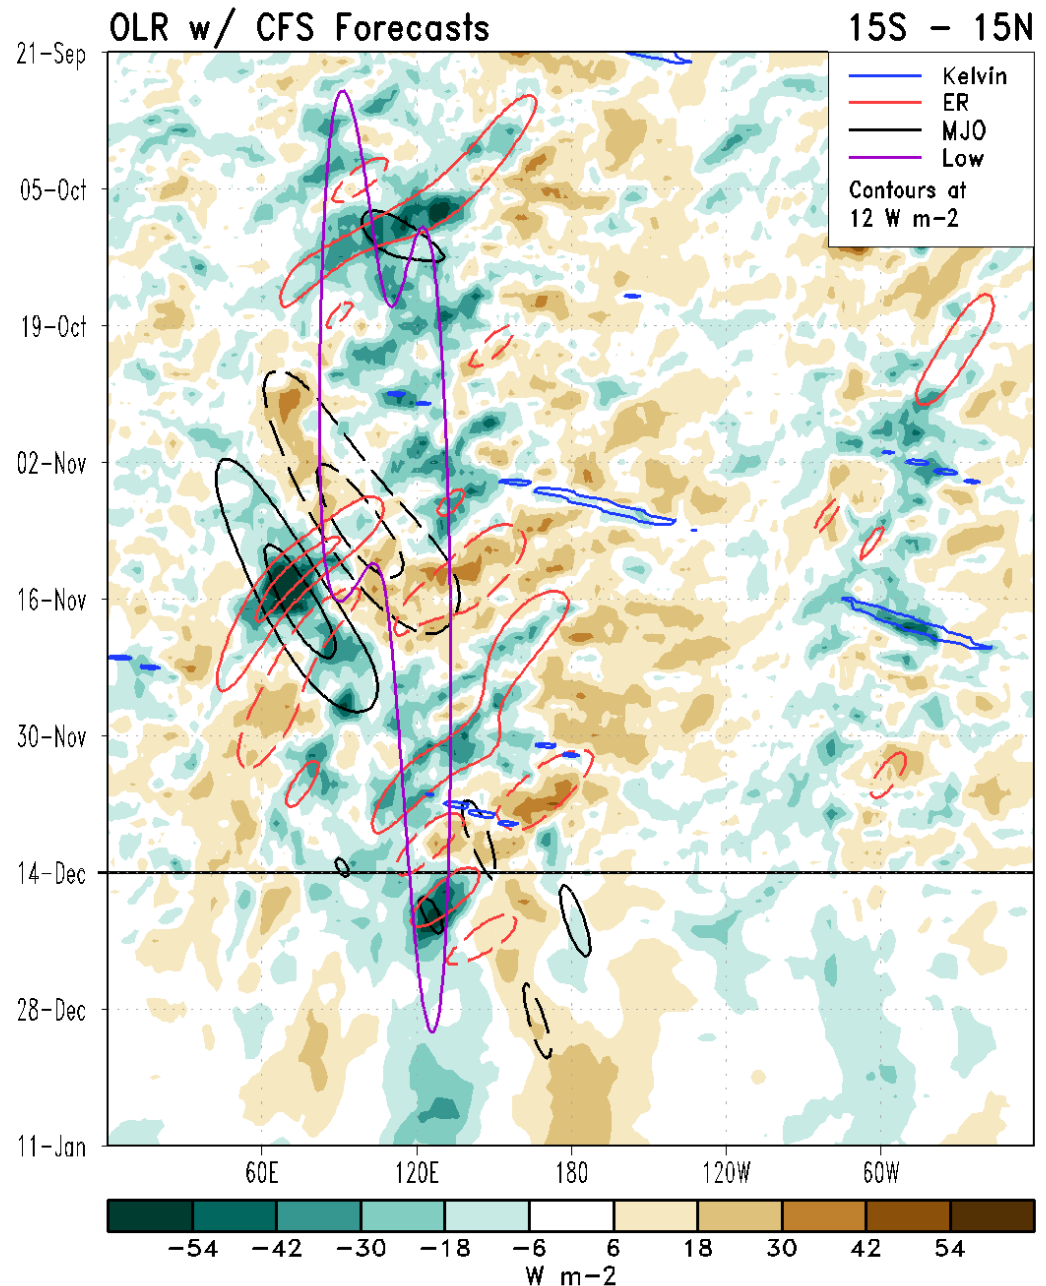 OLR w/ CFS Forecasts 15S - 15N
21-Sep
Kelvin
ER
MJO
Low
Contours at
12 W m-2
05-Oct
19-Oct
02-Nov
16-Nov
30-Nov
14-Dec
28-Dec
11-Jan
60E 120E 180 120W 60W
-54 -42 -30 -18 -6 6 18 30 42 54
W m-2